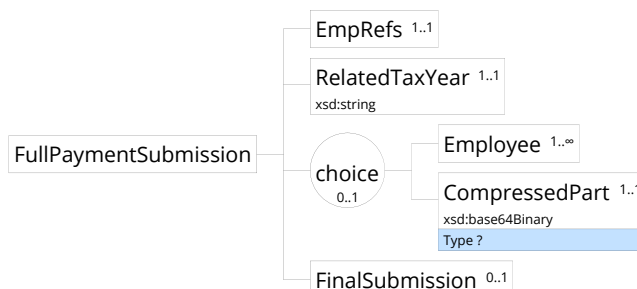 EmpRefs 1..1
RelatedTaxYear 1..1
xsd:string
FullPaymentSubmission
choice
0..1
Employee 1..∞
CompressedPart 1..1
xsd:base64Binary
Type ?
FinalSubmission 0..1